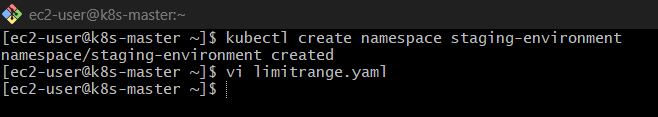 ec2-user@k8s-master:~
[ec2-user@k8s-master ~]$ kubectl create namespace staging-environment
namespace/staging-environment created
[ec2-user@k8s-master ~]$ vi limitrange.yaml
[ec2-user@k8s-master ~]$